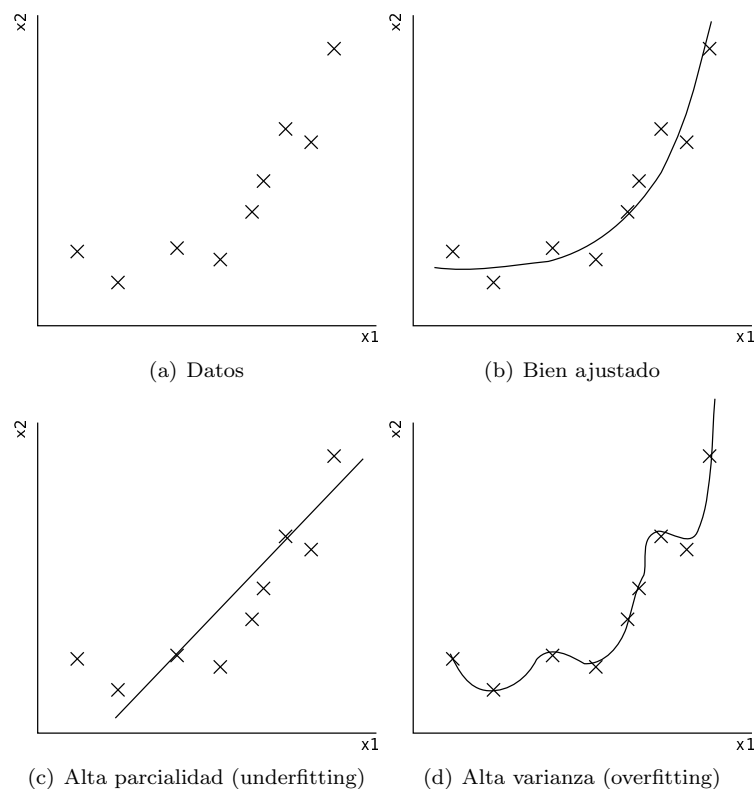 x2
x2
x1
x1
(a) Datos
(b) Bien ajustado
x2
x2
x1
x1
(c) Alta parcialidad (underfitting)
(d) Alta varianza (overfitting)